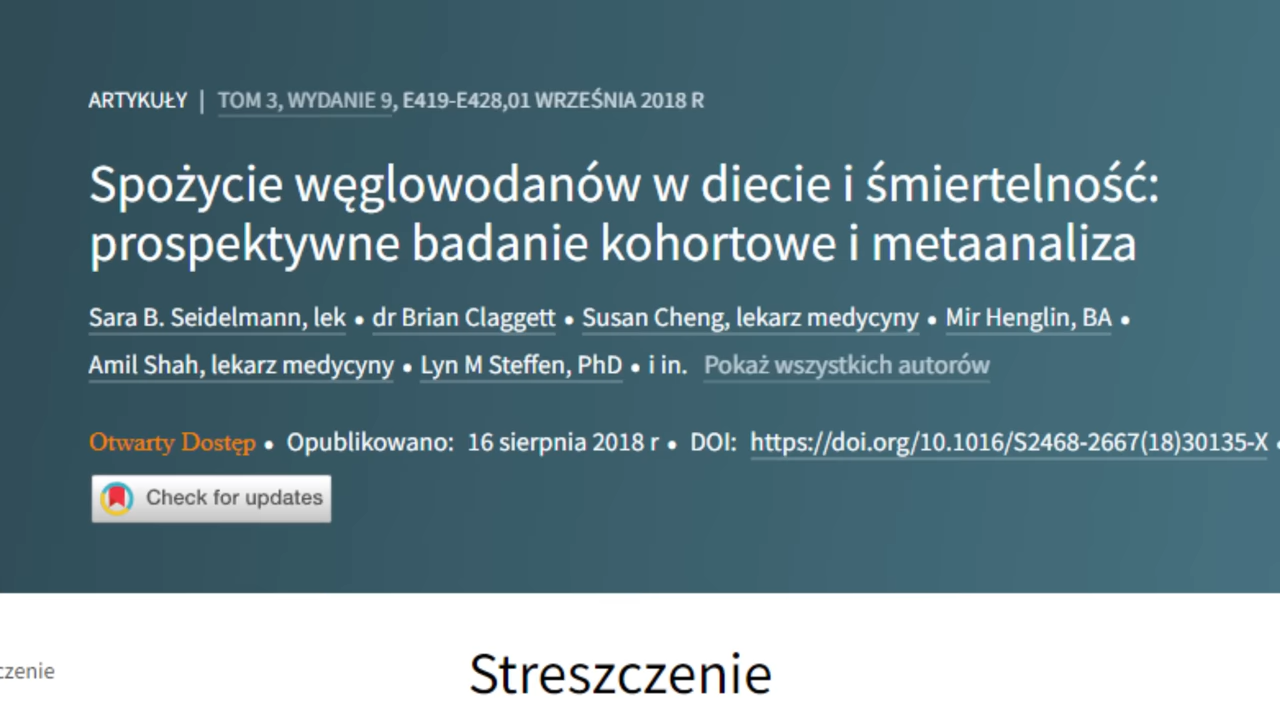 ARTYKUŁY | TOM 3, WYDANIE 9, E419-E428,01 WRZEŚNIA 2018 R
Spożycie węglowodanów w diecie i śmiertelność:
prospektywne badanie kohortowe i metaanaliza
Sara B. Seidelmann, lek • dr Brian Claggett • Susan Cheng, lekarz medycyny • Mir Henglin, BA •
Amil Shah, lekarz medycyny • Lyn M Steffen, PhD • i in. Pokaż wszystkich autorów
Otwarty Dostęp • Opublikowano: 16 sierpnia 2018 r • DOI: https://doi.org/10.1016/S2468-2667(18)30135-X •
Check for updates
czenie
Streszczenie